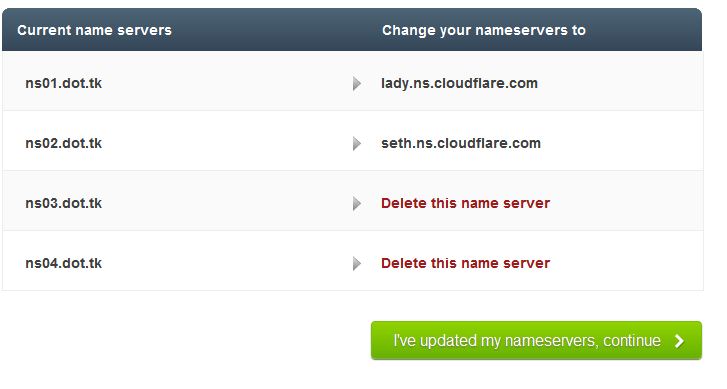 Current name servers Change your nameservers to
ns01.dot.tk lady.ns.cloudflare.com
ns02.dot.tk seth.ns.cloudflare.com
ns03.dot.tk Delete this name server
ns04.dot.tk Delete this name server
I've updated my nameservers, continue